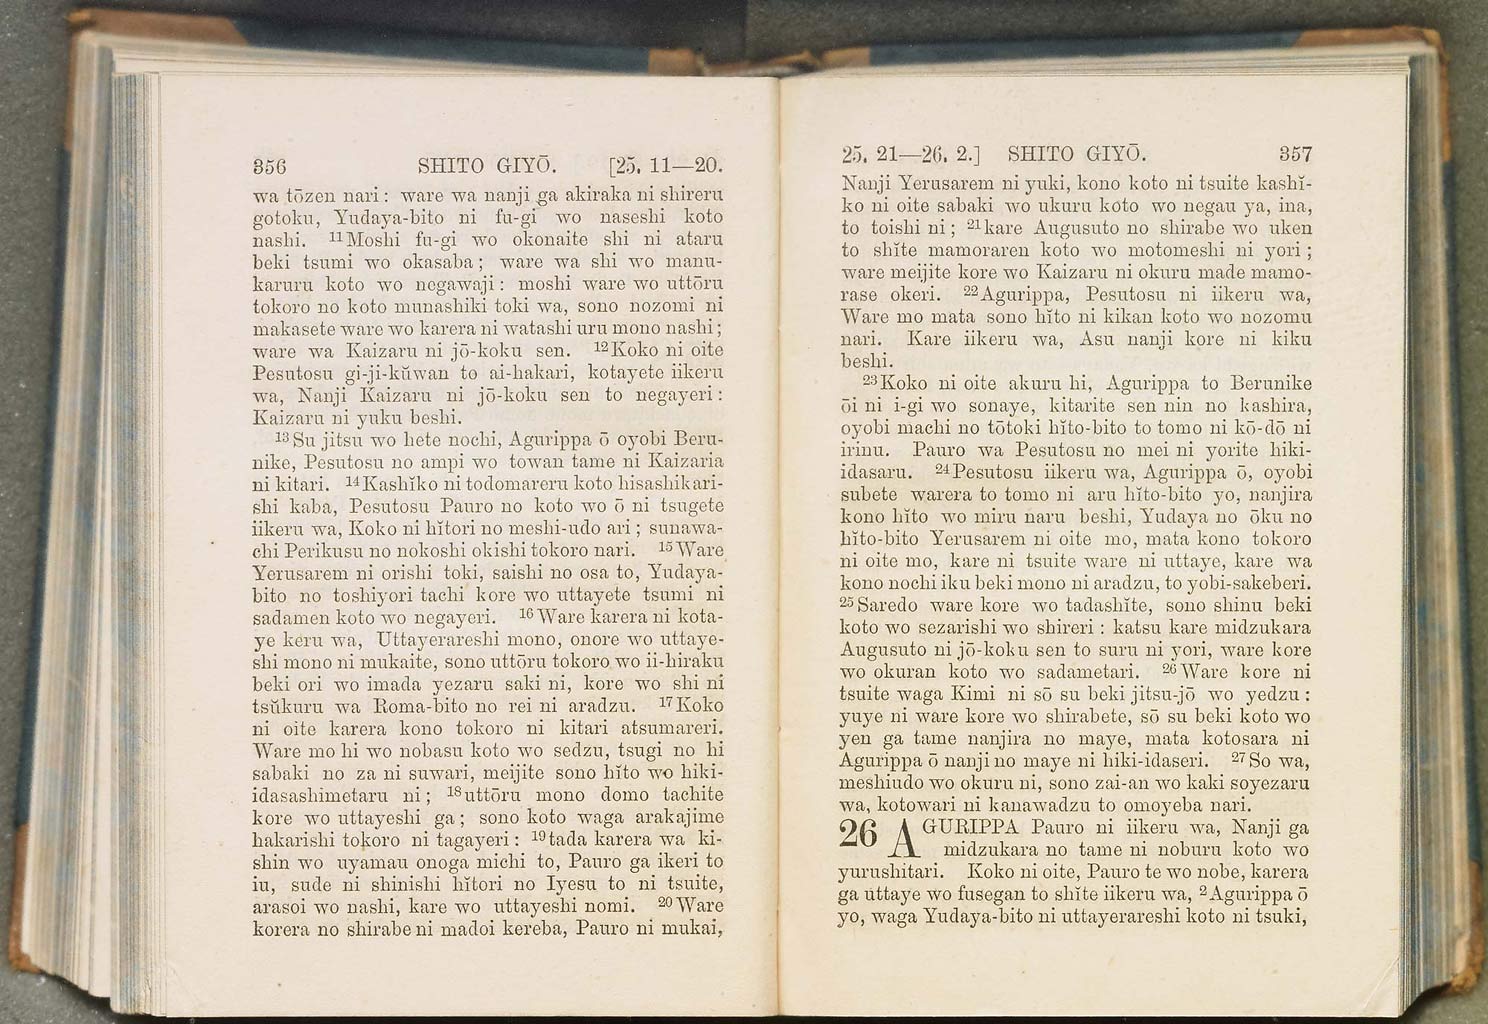 356 SHITO GIYŌ. [25. 11—20.
wa tōzen nari: ware wa nanji ga akiraka ni shireru
gotoku, Yudaya-bito ni fu-gi wo naseshi koto
nashi. 11Moshi fu-gi wo okonaite shi ni ataru
beki tsumi wo okasaba; ware wa shi wo manu-
karuru koto wo negawaji: moshi ware wo uttōru
tokoro no koto munashiki toki wa, sono nozomi ni
makasete ware wo karera ni watashi uru mono nashi;
ware wa Kaizaru ni jō-koku sen. 12Koko ni oite
Pesutosu gi-ji-kŭwan to ai-hakari, kotayete iikeru
wa, Nanji Kaizaru ni jō-koku sen to negayeri:
Kaizaru ni yuku beshi.
13Su jitsu wo hete nochi, Agurippa ō oyobi Beru-
nike, Pesutosu no ampi wo towan tame ni Kaizaria
ni kitari. 14Kashĭko ni todomareru koto hisashikari-
shi kaba, Pesutosu Pauro no koto wo ō ni tsugete
iikeru wa, Koko ni hĭtori no meshi-udo ari; sunawa-
chi Perikusu no nokoshi okishi tokoro nari. 15Ware
Yerusarem ni orishi toki, saishi no osa to, Yudaya-
bito no toshiyori tachi kore wo uttayete tsumi ni
sadamen koto wo negayeri. 16Ware karera ni kota-
ye keru wa, Uttayerareshi mono, onore wo uttaye-
shi mono ni mukaite, sono uttōru tokoro wo ii-hiraku
beki ori wo imada yezaru saki ni, kore wo shi ni
tsŭkuru wa Roma-bito no rei ni aradzu. 17Koko
ni oite karera kono tokoro ni kitari atsumareri.
Ware mo hi wo nobasu koto wo sedzu, tsugi no hi
sabaki no za ni suwari, meijite sono hĭto wo hiki-
idasashimetaru ni; 18uttōru mono domo tachite
kore wo uttayeshi ga; sono koto waga arakajime
hakarishi tokoro ni tagayeri: 19tada karera wa ki-
shin wo uyamau onoga michi to, Pauro ga ikeri to
iu, sude ni shinishi hĭtori no Iyesu to ni tsuite,
arasoi wo nashi, kare wo uttayeshi nomi. 20Ware
korera no shirabe ni madoi kereba, Pauro ni mukai,
25. 21—26. 2.] SHITO GIYŌ. 357
Nanji Yerusarem ni yuki, kono koto ni tsuite kashĭ-
ko ni oite sabaki wo ukuru koto wo negau ya, ina,
to toishi ni; 21kare Augusuto no shirabe wo uken
to shĭte mamoraren koto wo motomeshi ni yori;
ware meijite kore wo Kaizaru ni okuru made mamo-
rase okeri. 22Agurippa, Pesutosu ni iikeru wa,
Ware mo mata sono hĭto ni kikan koto wo nozomu
nari. Kare iikeru wa, Asu nanji kore ni kiku
beshi.
23Koko ni oite akuru hi, Agurippa to Berunike
ōi ni i-gi wo sonaye, kitarite sen nin no kashira,
oyobi machi no tōtoki hĭto-bito to tomo ni kō-dō ni
irinu. Pauro wa Pesutosu no mei ni yorite hiki-
idasaru. 24Pesutosu iikeru wa, Agurippa ō, oyobi
subete warera to tomo ni aru hĭto-bito yo, nanjira
kono hĭto wo miru naru beshi, Yudaya no ōku no
hĭto-bito Yerusarem ni oite mo, mata kono tokoro
ni oite mo, kare ni tsuite ware ni uttaye, kare wa
kono nochi iku beki mono ni aradzu, to yobi-sakeberi.
25Saredo ware kore wo tadashĭte, sono shinu beki
koto wo sezarishi wo shireri: katsu kare midzukara
Augusuto ni jō-koku sen to suru ni yori, ware kore
wo okuran koto wo sadametari. 26Ware kore ni
tsuite waga Kimi ni sō su beki jitsu-jō wo yedzu:
yuye ni ware kore wo shirabete, sō su beki koto wo
yen ga tame nanjira no maye, mata kotosara ni
Agurippa ō nanji no maye ni hiki-idaseri. 27So wa,
meshiudo wo okuru ni, sono zai-an wo kaki soyezaru
wa, kotowari ni kanawadzu to omoyeba nari.
26 AGURIPPA Pauro ni iikeru wa, Nanji ga
midzukara no tame ni noburu koto wo
yurushitari. Koko ni oite, Pauro te wo nobe, karera
ga uttaye wo fusegan to shĭte iikeru wa, 2Agurippa ō
yo, waga Yudaya-bito ni uttayerareshi koto ni tsuki,